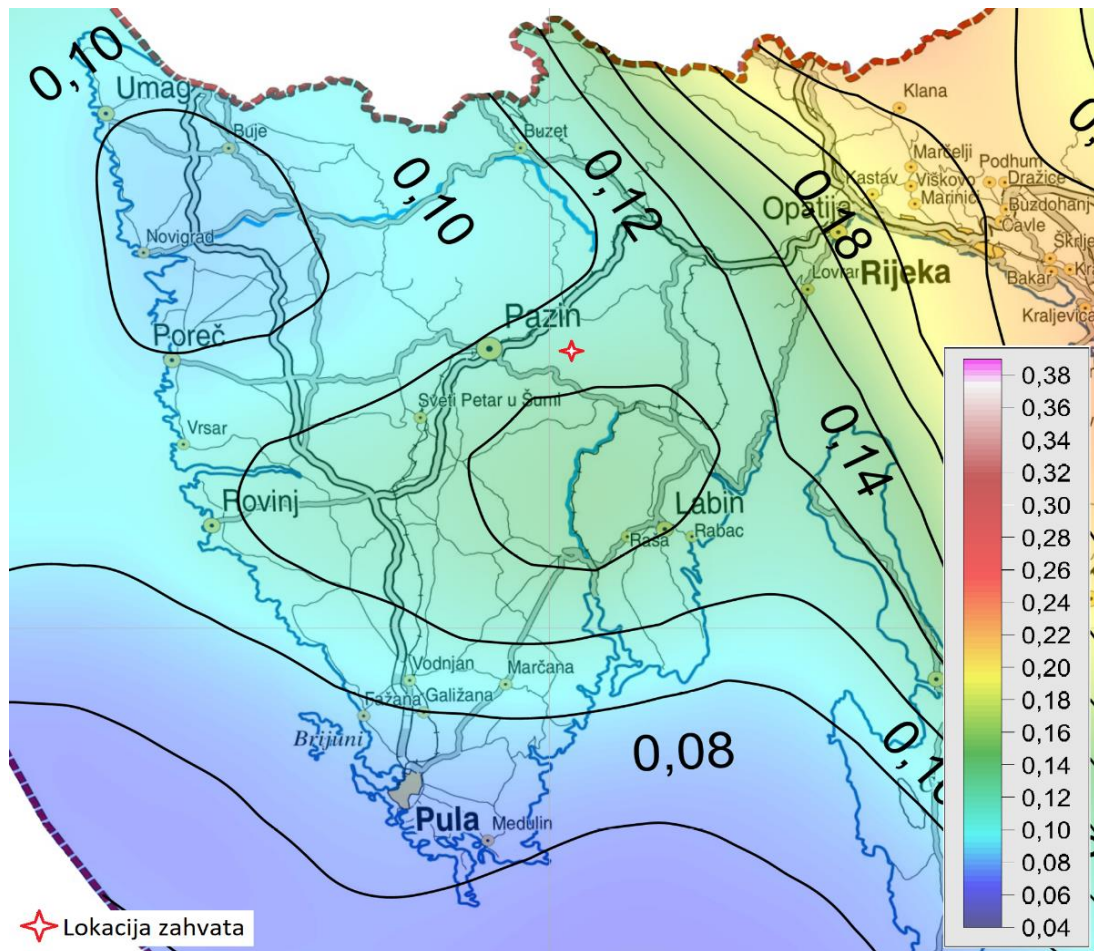 0,10
Umag
Buje
Buzet
Klana
Marčelji
Podhum
Kastav
Viškovo
Dražice
Marinić
Buzdohanj
Čavle
0,10
0,12
0,18
Opatija
Novigrad
Rijeka
Lovran
Bakar
Škrlje
Kraljevica
Poreč
Pazin
Sveti Petar u Šumi
Vrsar
0,14
Rovinj
Labin
Raša
Rabac
Vodnjan
Marčana
Fažana
Galižana
Brijuni
0,08
Pula
Medulin
0,38
0,36
0,34
0,32
0,30
0,28
0,26
0,24
0,22
0,20
0,18
0,16
0,14
0,12
0,10
0,08
0,06
0,04
Lokacija zahvata